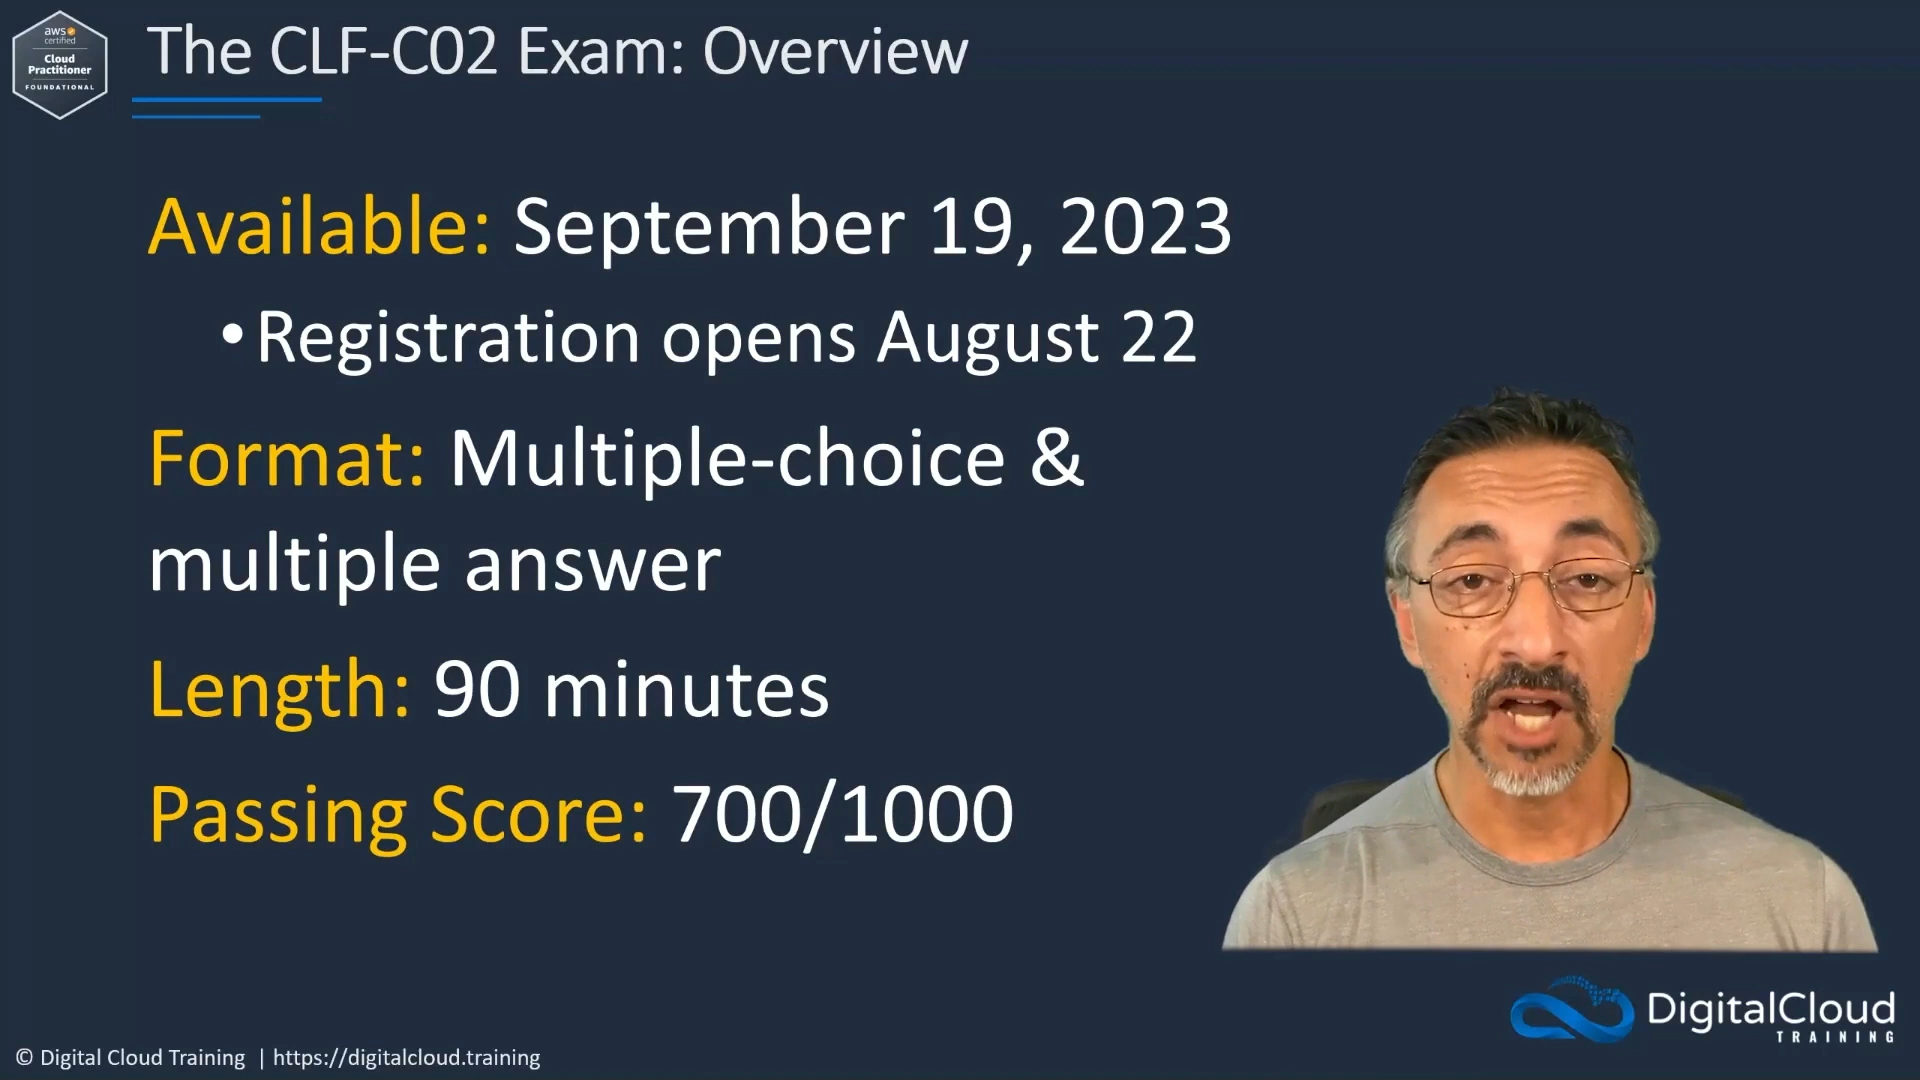 aws
certified
Cloud
Practitioner
FOUNDATIONAL
The CLF-C02 Exam: Overview
Available: September 19, 2023
• Registration opens August 22
Format: Multiple-choice &
multiple answer
Length: 90 minutes
Passing Score: 700/1000
DigitalCloud
TRAINING
© Digital Cloud Training | https://digitalcloud.training